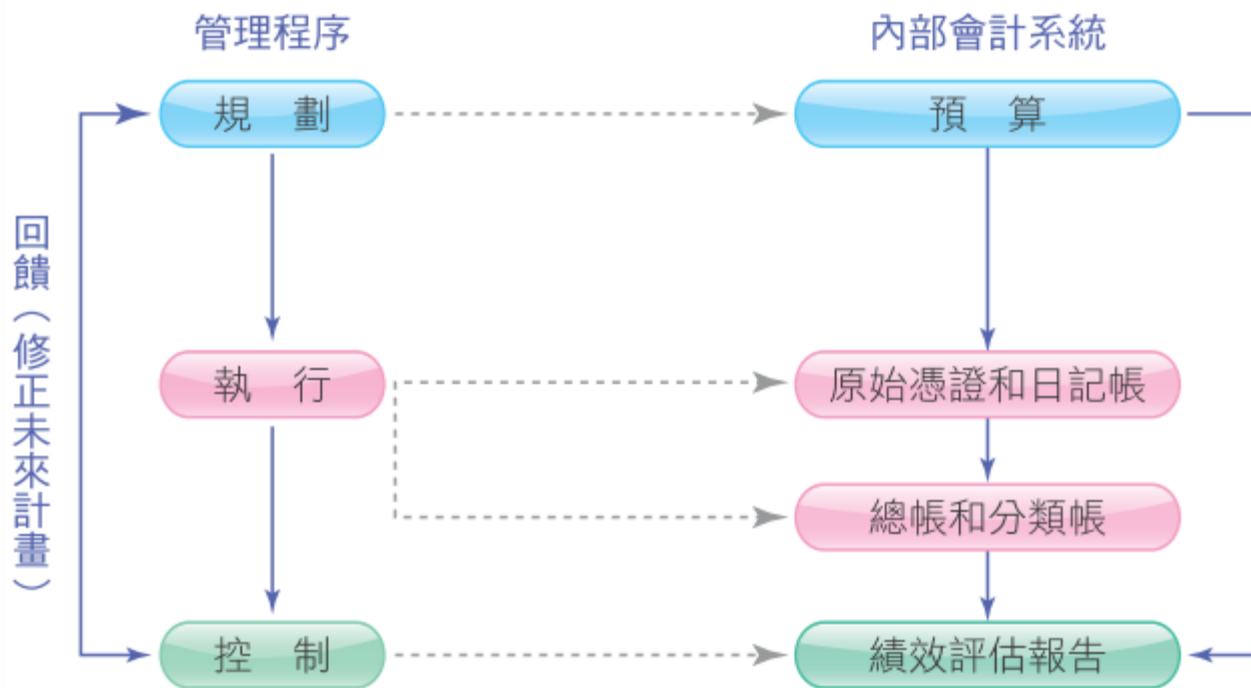 管理程序
內部會計系統
規 劃
預 算
回饋（修正未來計畫）
執 行
原始憑證和日記帳
總帳和分類帳
控 制
績效評估報告